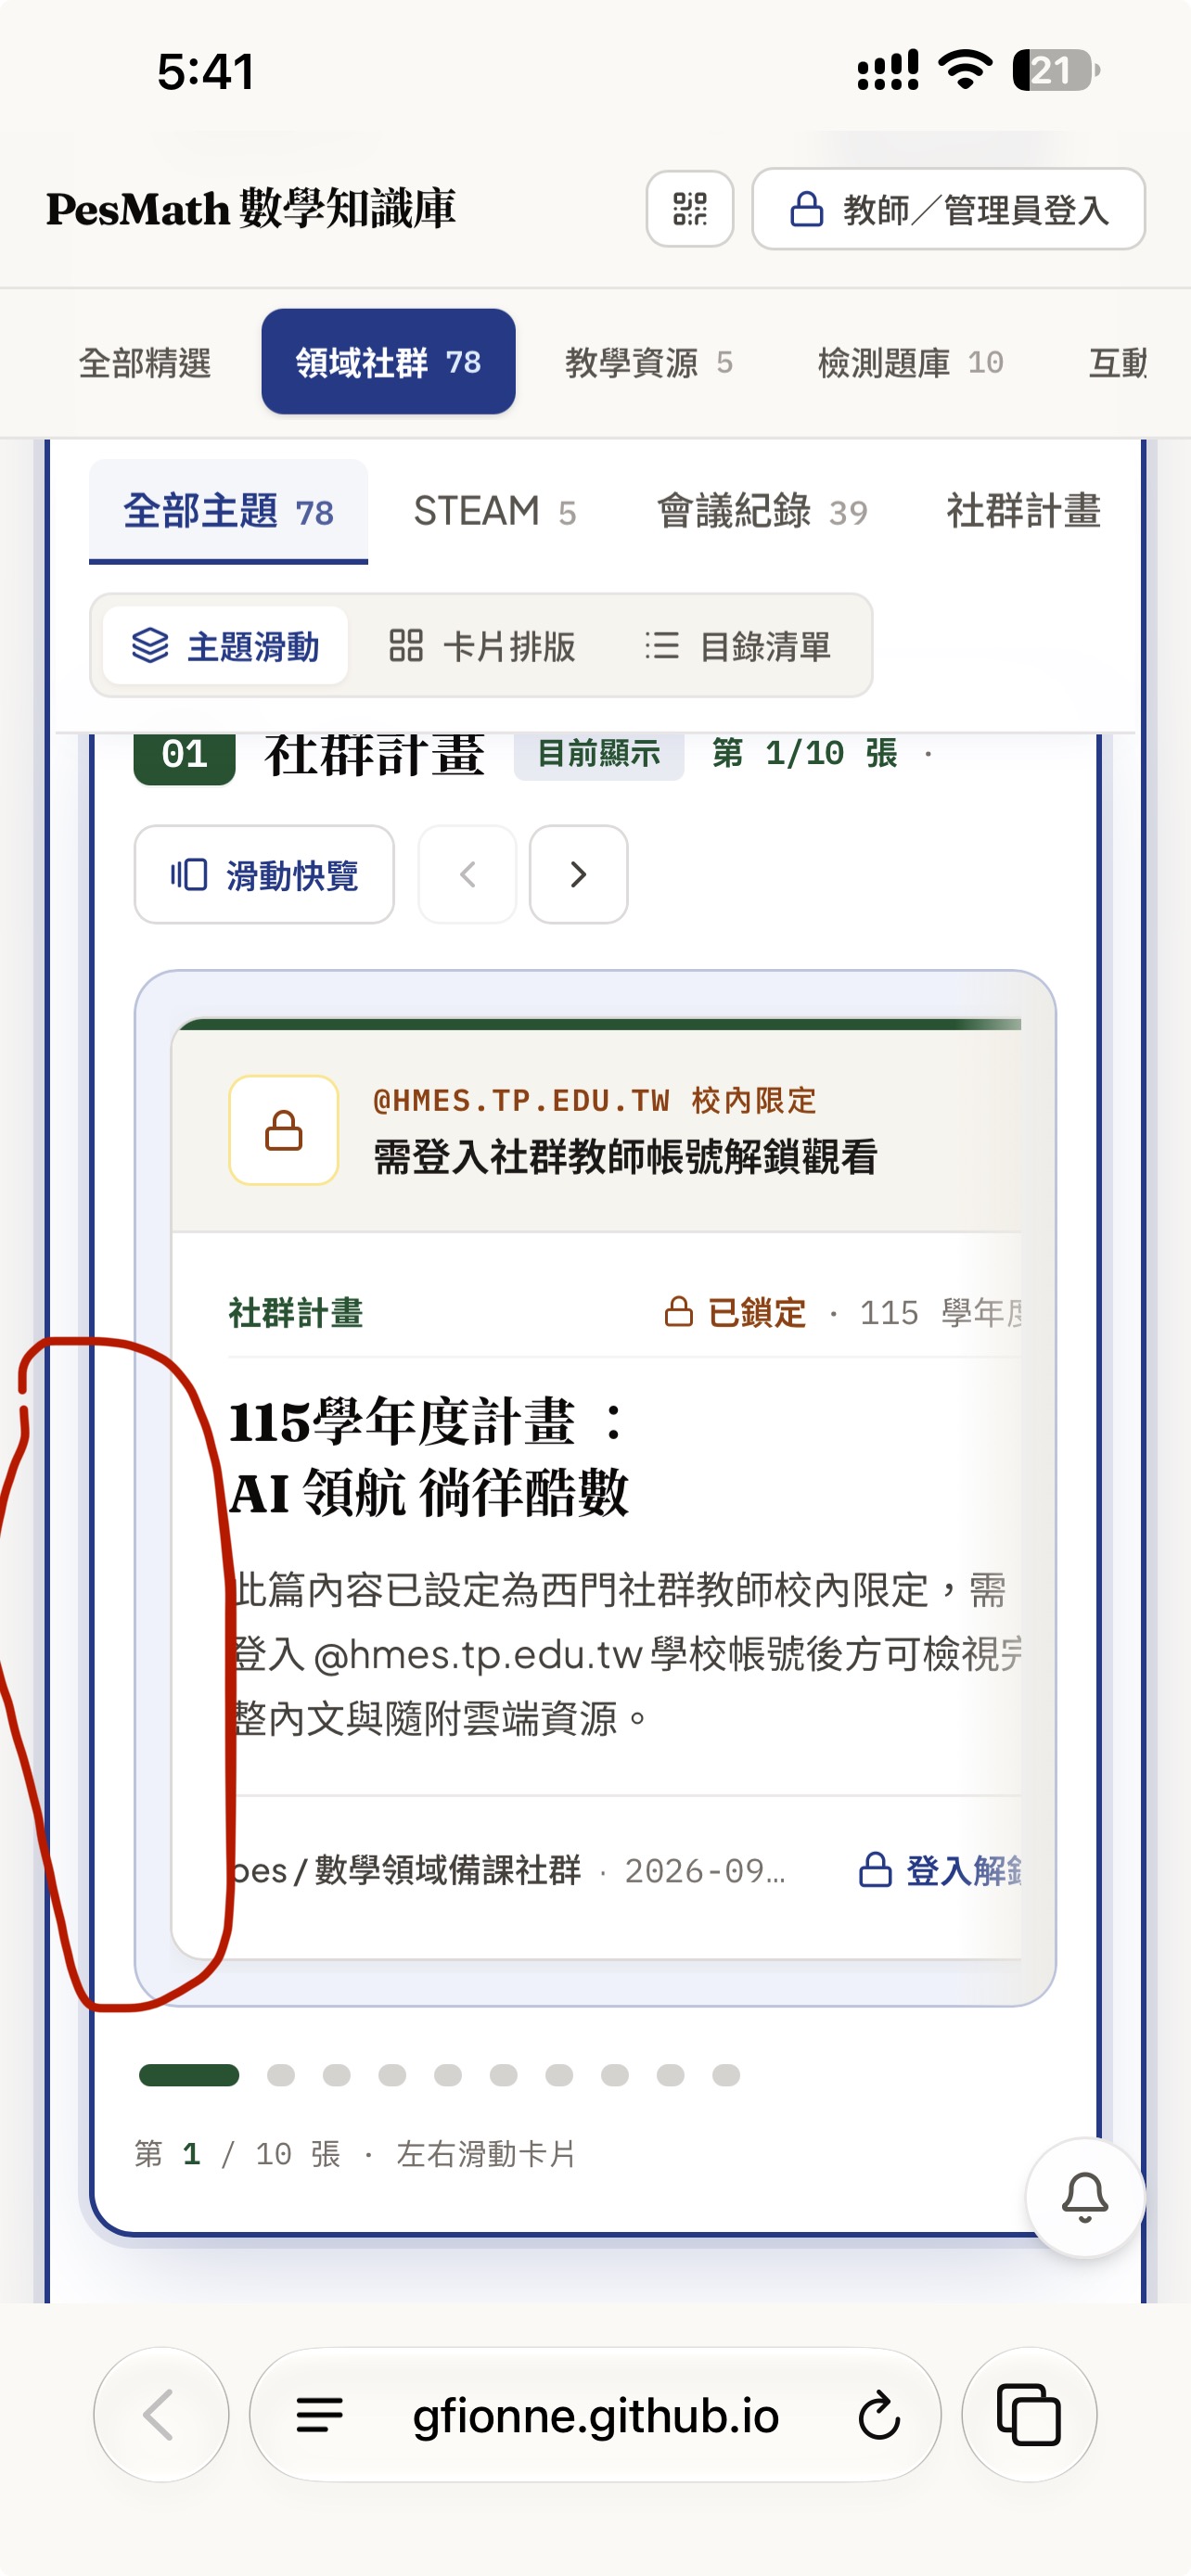 5:41
21
PesMath 數學知識庫
教師／管理員登入
全部精選 領域社群 78 教學資源 5 檢測題庫 10 互動
全部主題 78 STEAM 5 會議紀錄 39 社群計畫
主題滑動 卡片排版 目錄清單
01 社群計畫 目前顯示 第 1/10 張 ·
滑動快覽
@HMES.TP.EDU.TW 校內限定
需登入社群教師帳號解鎖觀看
社群計畫 已鎖定 · 115 學年度
115學年度計畫 ：
AI 領航 徜徉酷數
此篇內容已設定為西門社群教師校內限定，需
登入 @hmes.tp.edu.tw 學校帳號後方可檢視完
整內文與隨附雲端資源。
pes / 數學領域備課社群 · 2026-09… 登入解鎖
第 1 / 10 張 · 左右滑動卡片
gfionne.github.io